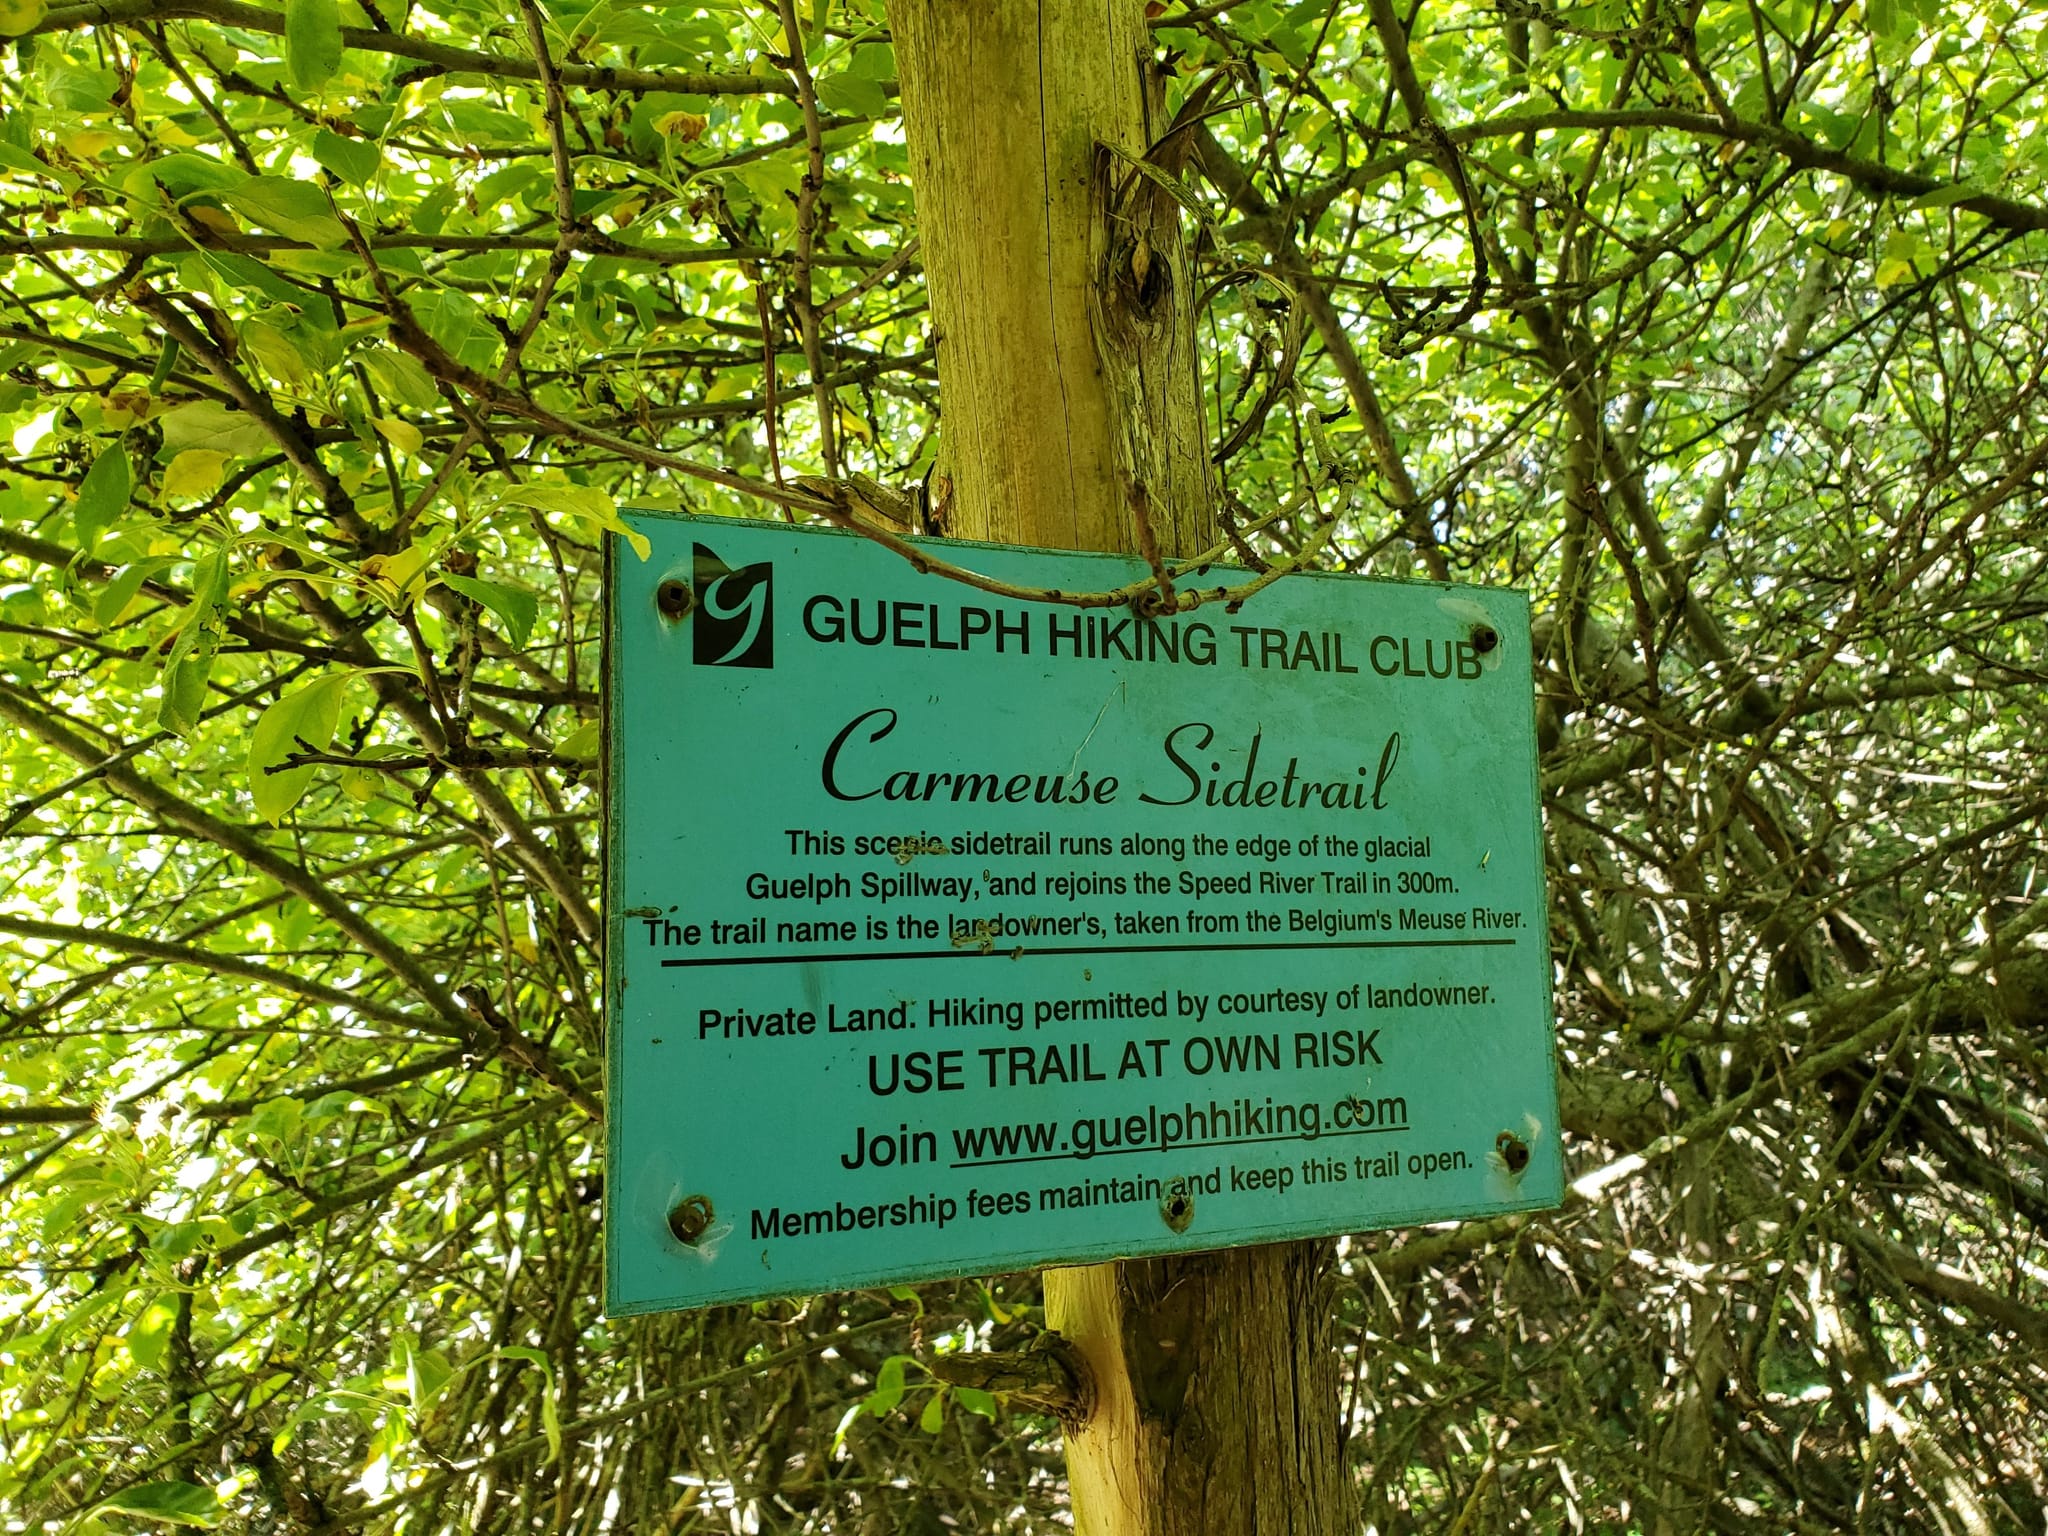 g
GUELPH HIKING TRAIL CLUB
Carmeuse Sidetrail
This scenic sidetrail runs along the edge of the glacial
Guelph Spillway, and rejoins the Speed River Trail in 300m.
The trail name is the landowner's, taken from the Belgium's Meuse River.
Private Land. Hiking permitted by courtesy of landowner.
USE TRAIL AT OWN RISK
Join www.guelphhiking.com
Membership fees maintain and keep this trail open.